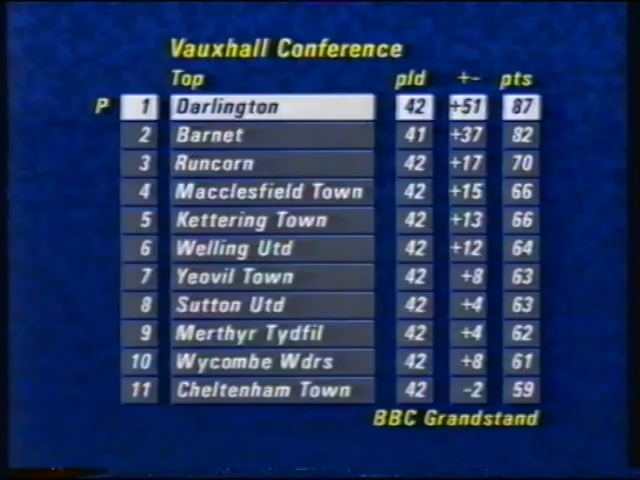 Vauxhall Conference
Top pld +- pts
P 1 Darlington 42 +51 87
2 Barnet 41 +37 82
3 Runcorn 42 +17 70
4 Macclesfield Town 42 +15 66
5 Kettering Town 42 +13 66
6 Welling Utd 42 +12 64
7 Yeovil Town 42 +8 63
8 Sutton Utd 42 +4 63
9 Merthyr Tydfil 42 +4 62
10 Wycombe Wdrs 42 +8 61
11 Cheltenham Town 42 -2 59
BBC Grandstand